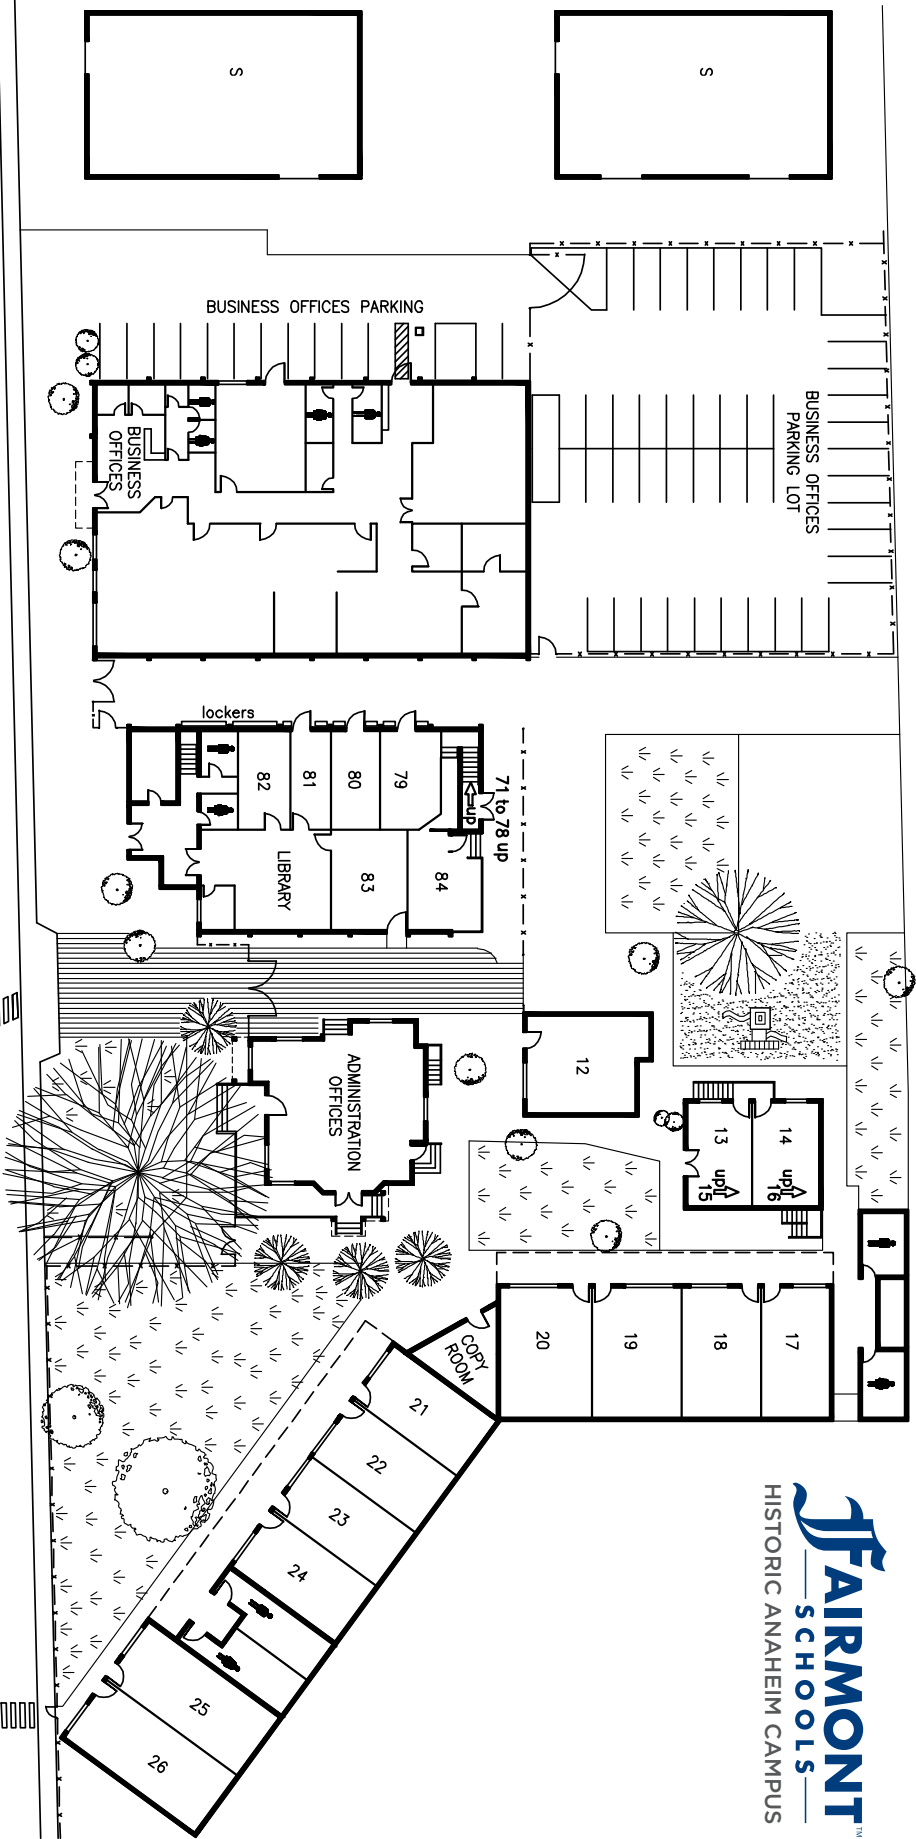 FAIRMONT™
SCHOOLS
HISTORIC ANAHEIM CAMPUS
S
S
BUSINESS OFFICES PARKING
BUSINESS OFFICES
PARKING LOT
BUSINESS
OFFICES
lockers
82
81
80
79
up
71 to 78 up
LIBRARY
83
84
ADMINISTRATION
OFFICES
12
13
14
up
15
up
16
20
19
18
17
COPY
ROOM
21
22
23
24
25
26